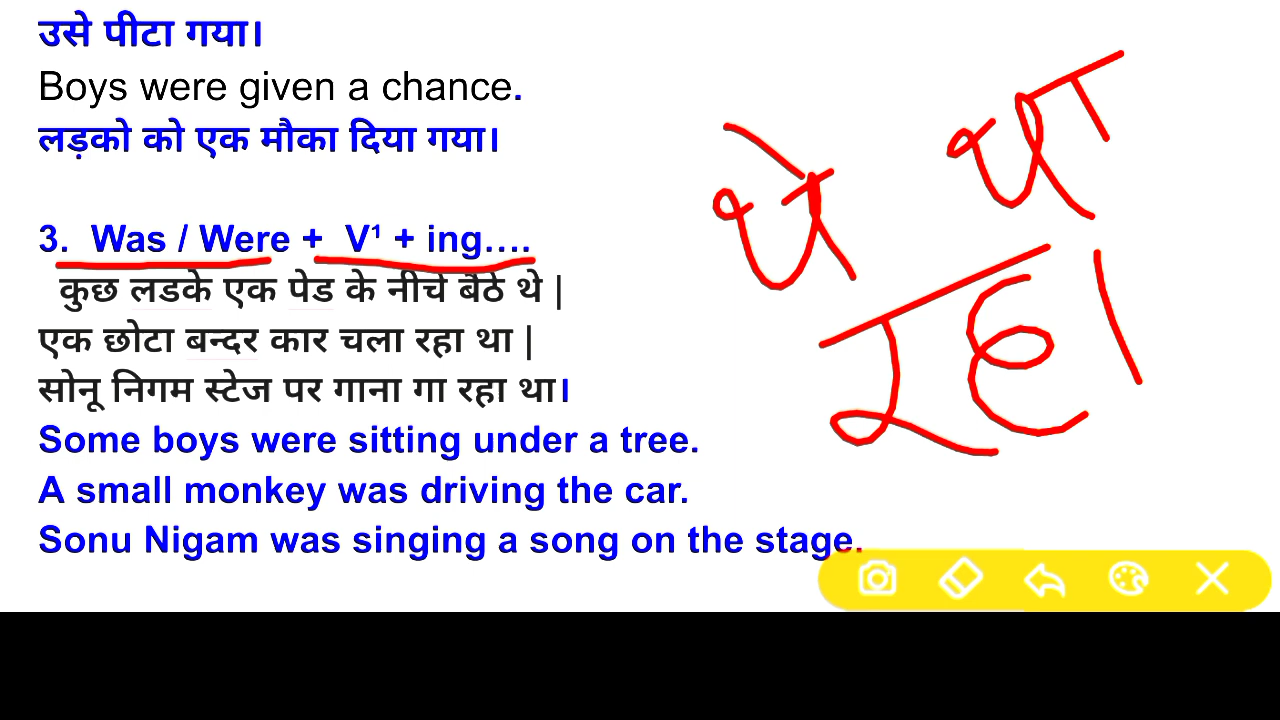 उसे पीटा गया।
Boys were given a chance.
लड़को को एक मौका दिया गया।
3. Was / Were + V¹ + ing….
कुछ लडके एक पेड के नीचे बैठे थे |
एक छोटा बन्दर कार चला रहा था |
सोनू निगम स्टेज पर गाना गा रहा था।
Some boys were sitting under a tree.
A small monkey was driving the car.
Sonu Nigam was singing a song on the stage.
थे था
रहा